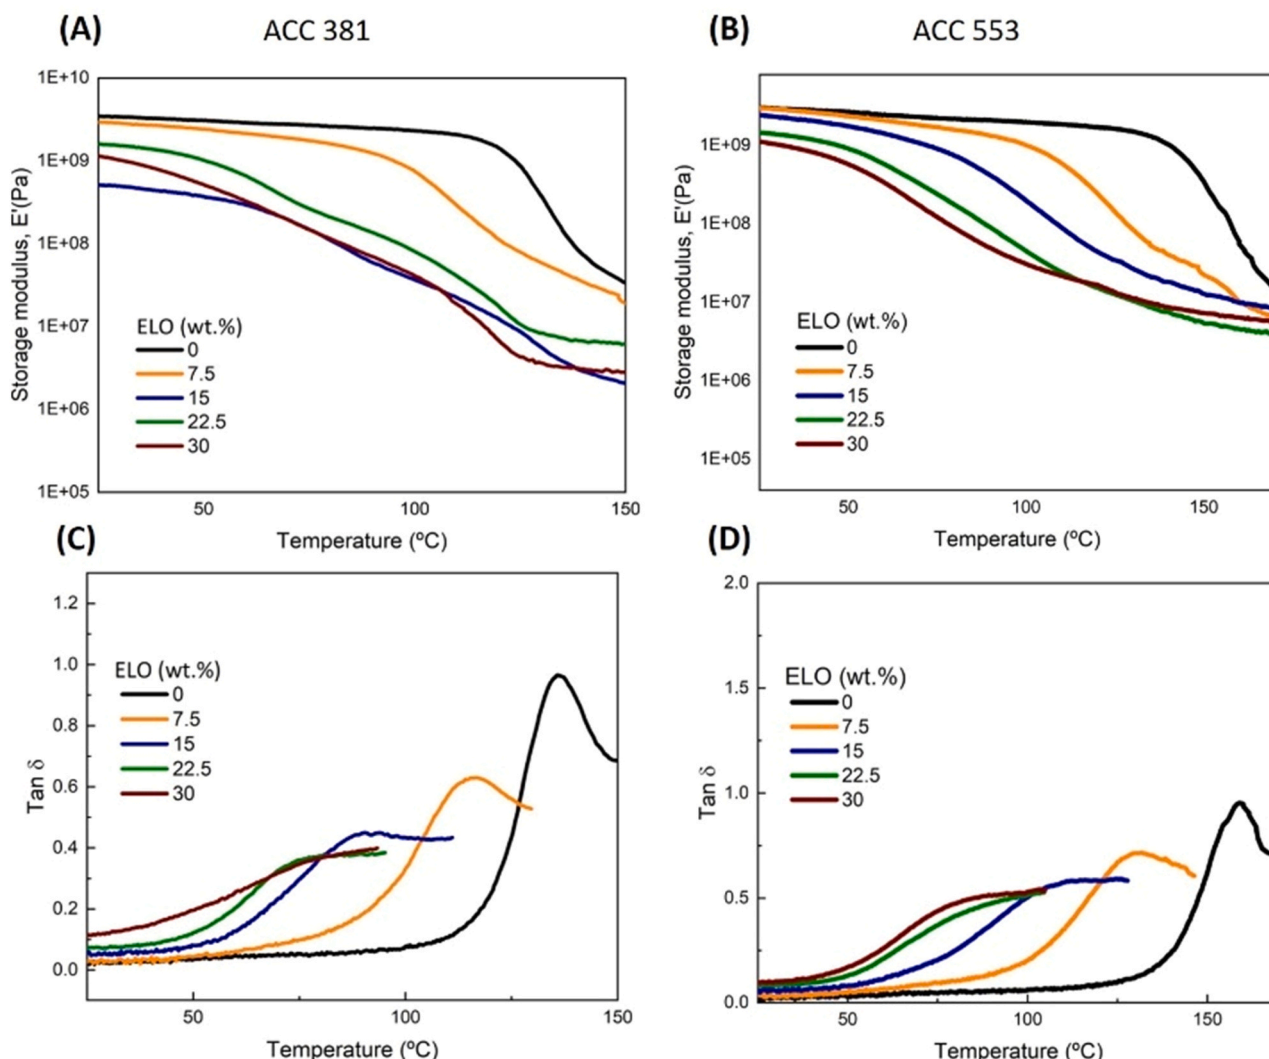 (A) ACC 381
1E+10
1E+09
1E+08
1E+07
1E+06
1E+05
Storage modulus, E'(Pa)
ELO (wt.%)
0
7.5
15
22.5
30
50 100 150
Temperature (ºC)
(B) ACC 553
1E+09
1E+08
1E+07
1E+06
1E+05
Storage modulus, E'(Pa)
ELO (wt.%)
0
7.5
15
22.5
30
50 100 150
Temperature (ºC)
(C)
1.2
1.0
0.8
0.6
0.4
0.2
0.0
Tan δ
ELO (wt.%)
0
7.5
15
22.5
30
50 100 150
Temperature (ºC)
(D)
2.0
1.5
1.0
0.5
0.0
Tan δ
ELO (wt.%)
0
7.5
15
22.5
30
50 100 150
Temperature (ºC)